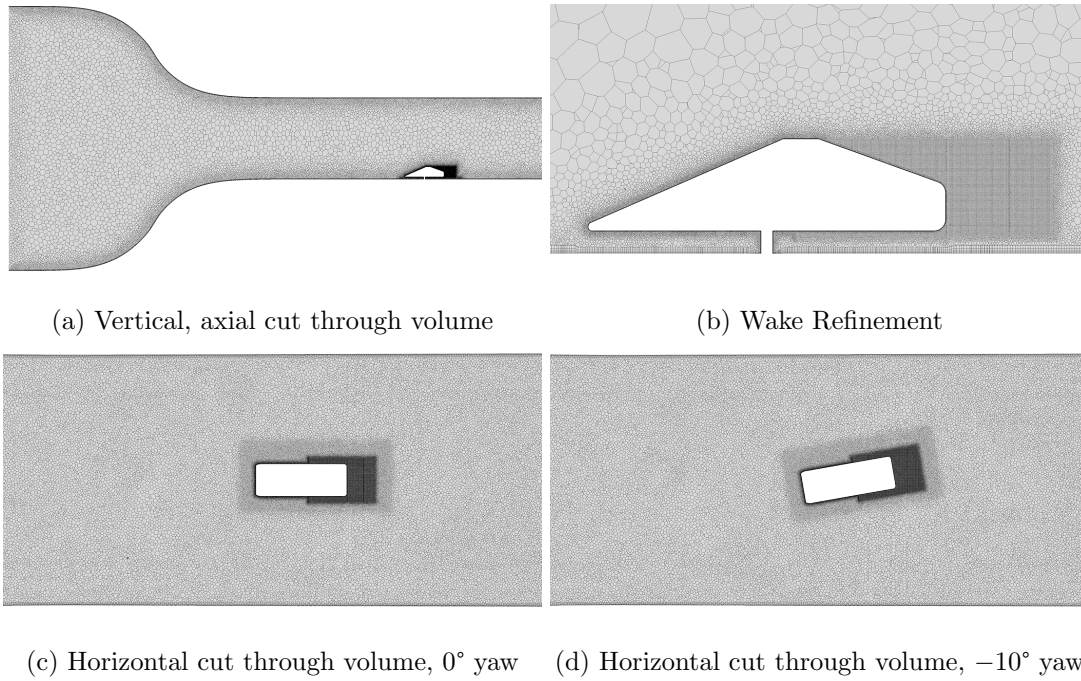 (a) Vertical, axial cut through volume
(b) Wake Refinement
(c) Horizontal cut through volume, 0° yaw
(d) Horizontal cut through volume, −10° yaw